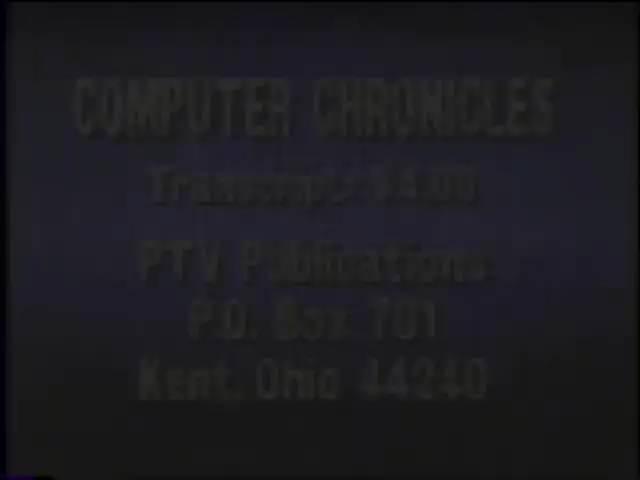 COMPUTER CHRONICLES
Transcript: $4.00
PTV Publications
P.O. Box 701
Kent, Ohio 44240